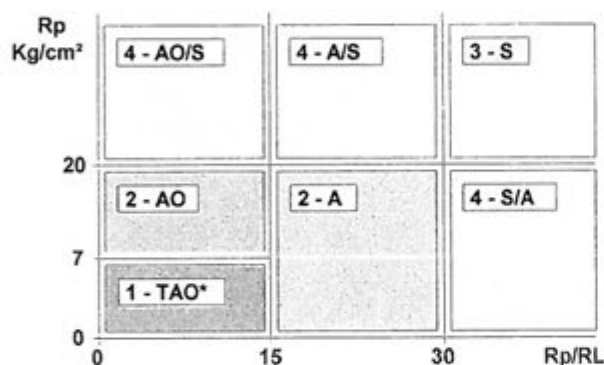 Rp
Kg/cm²
4 - AO/S
4 - A/S
3 - S
20
2 - AO
2 - A
4 - S/A
7
1 - TAO*
0
0
15
30
Rp/RL